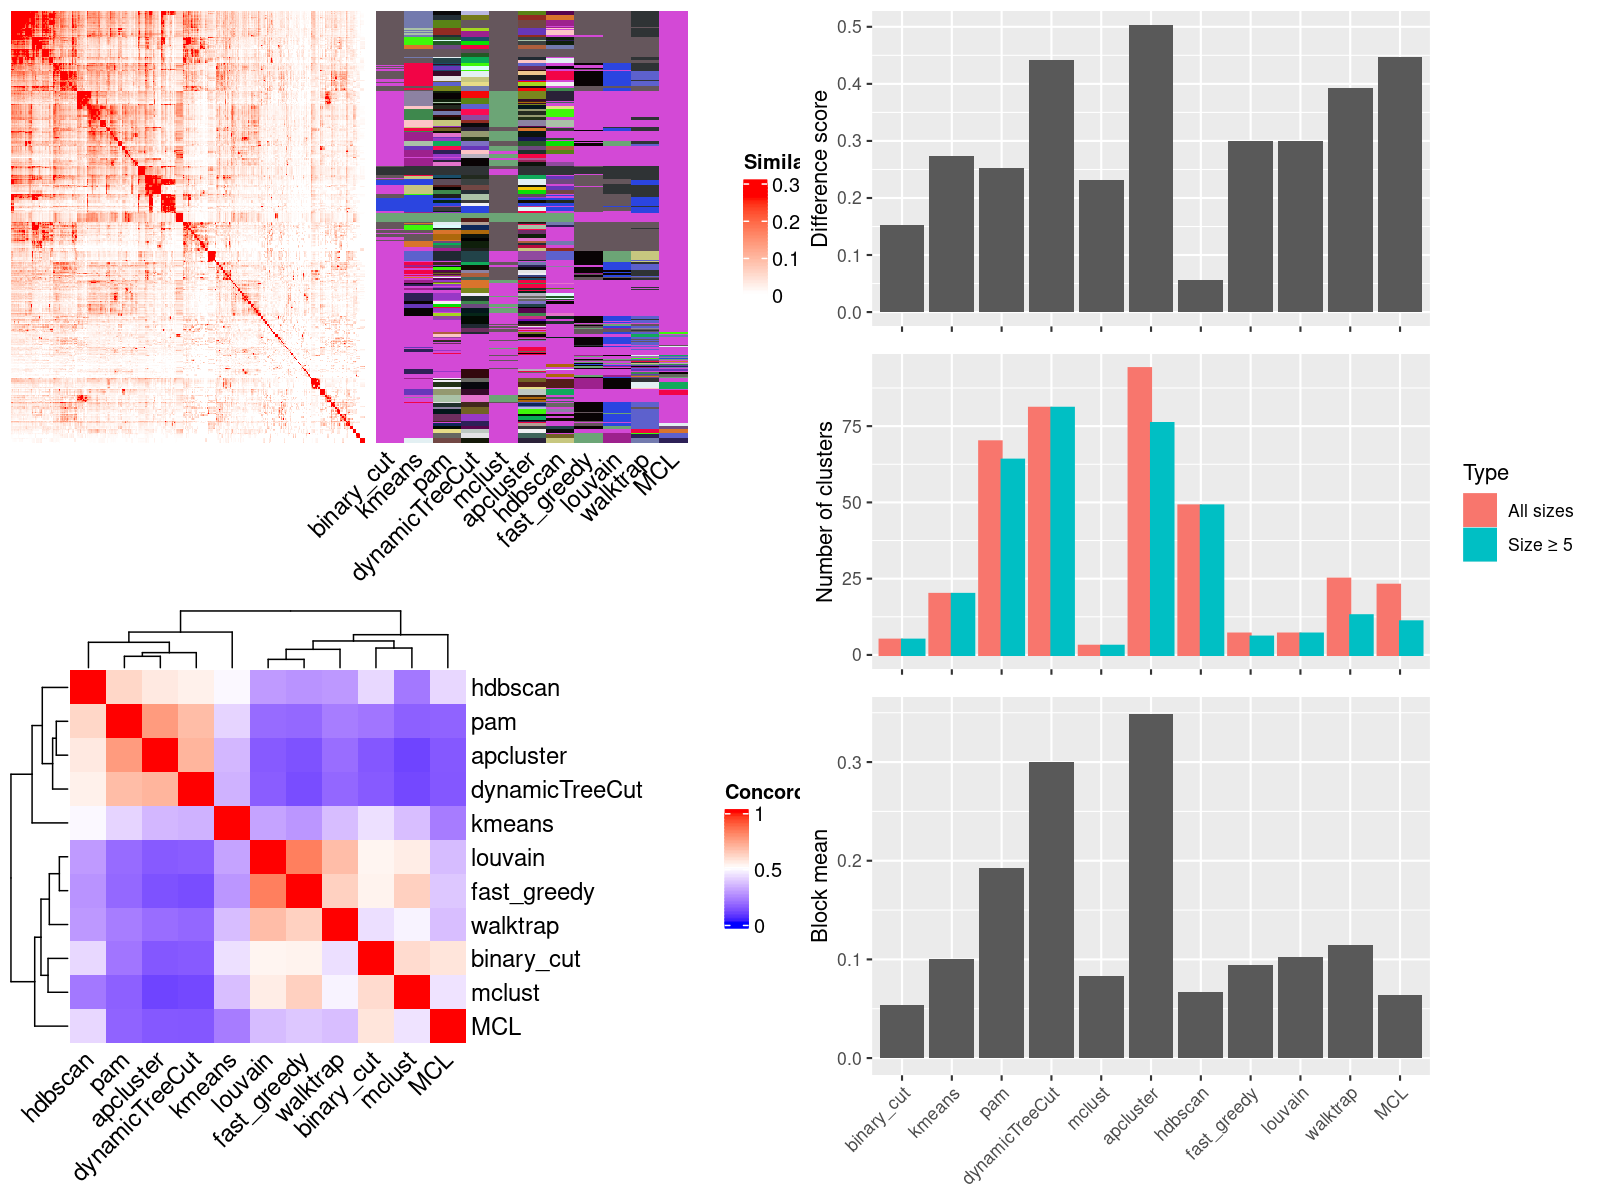 Simila
0.3
0.2
0.1
0
binary_cut
kmeans
pam
dynamicTreeCut
mclust
apcluster
hdbscan
fast_greedy
louvain
walktrap
MCL
hdbscan
pam
apcluster
dynamicTreeCut
kmeans
louvain
fast_greedy
walktrap
binary_cut
mclust
MCL
hdbscan
pam
apcluster
dynamicTreeCut
kmeans
louvain
fast_greedy
walktrap
binary_cut
mclust
MCL
Concord
1
0.5
0
Difference score
0.5
0.4
0.3
0.2
0.1
0.0
Number of clusters
75
50
25
0
Type
All sizes
Size ≥ 5
Block mean
0.3
0.2
0.1
0.0
binary_cut
kmeans
pam
dynamicTreeCut
mclust
apcluster
hdbscan
fast_greedy
louvain
walktrap
MCL